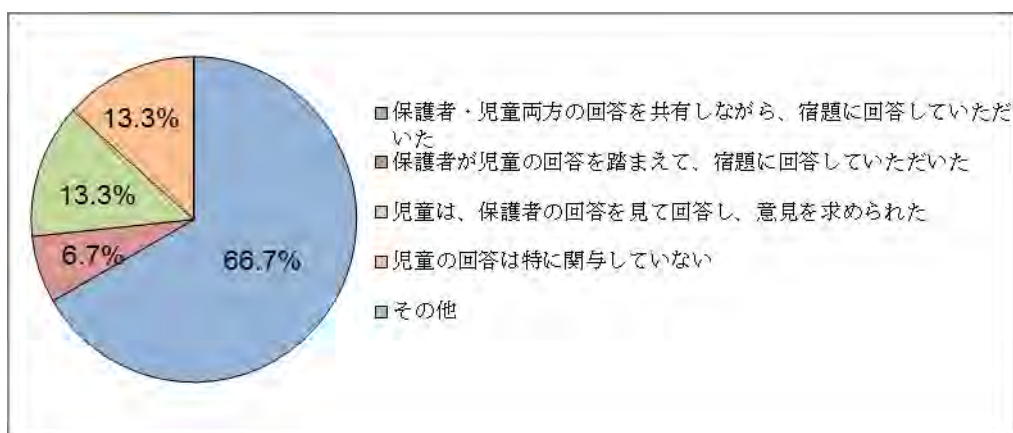 13.3%
13.3%
6.7%
66.7%
保護者・児童両方の回答を共有しながら、宿題に回答していただ
いた
保護者が児童の回答を踏まえて、宿題に回答していただいた
児童は、保護者の回答を見て回答し、意見を求められた
児童の回答は特に関与していない
その他